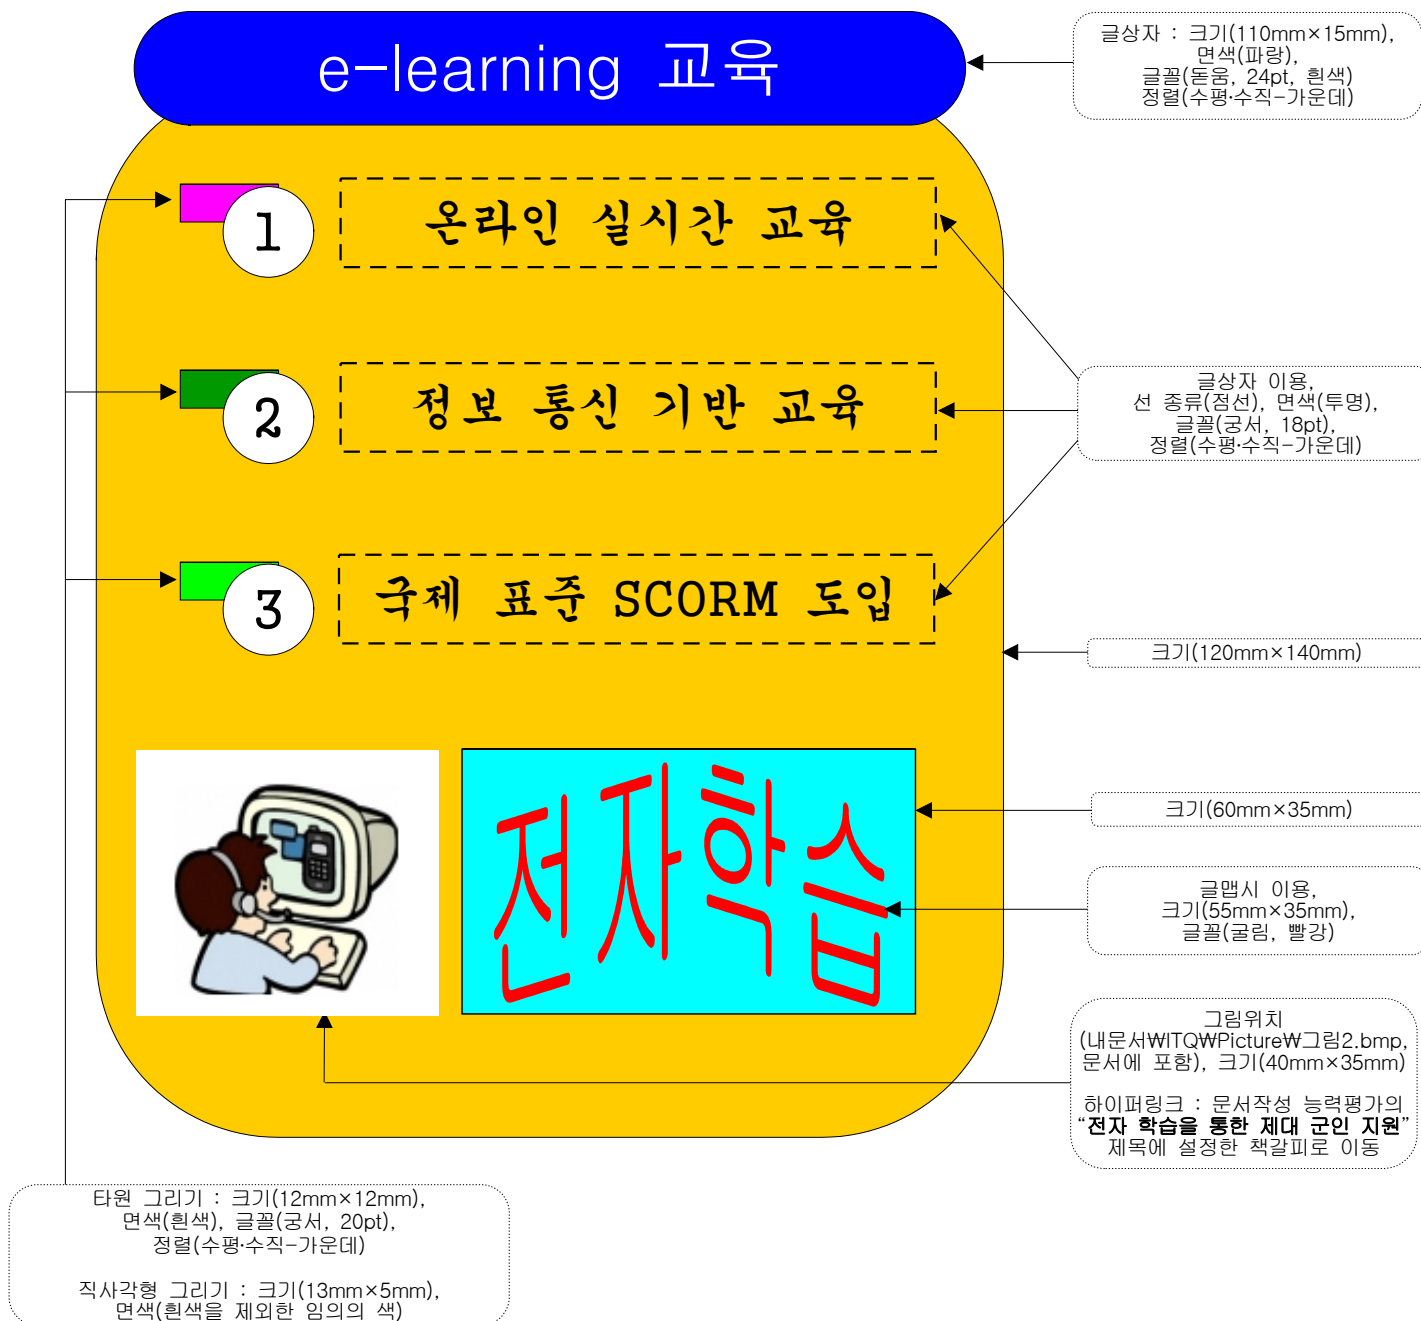 e-learning 교육
글상자 : 크기(110mm×15mm),
면색(파랑),
글꼴(돋움, 24pt, 흰색)
정렬(수평·수직-가운데)
1
온라인 실시간 교육
2
정보 통신 기반 교육
글상자 이용,
선 종류(점선), 면색(투명),
글꼴(궁서, 18pt),
정렬(수평·수직-가운데)
3
국제 표준 SCORM 도입
크기(120mm×140mm)
전자학습
크기(60mm×35mm)
글맵시 이용,
크기(55mm×35mm),
글꼴(굴림, 빨강)
그림위치
(내문서₩ITQ₩Picture₩그림2.bmp,
문서에 포함), 크기(40mm×35mm)
하이퍼링크 : 문서작성 능력평가의
“전자 학습을 통한 제대 군인 지원”
제목에 설정한 책갈피로 이동
타원 그리기 : 크기(12mm×12mm),
면색(흰색), 글꼴(궁서, 20pt),
정렬(수평·수직-가운데)
직사각형 그리기 : 크기(13mm×5mm),
면색(흰색을 제외한 임의의 색)